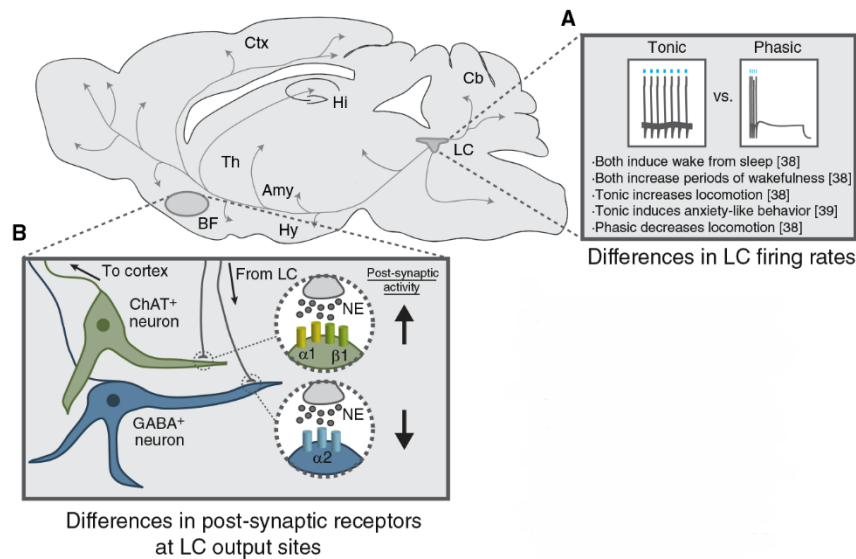 A
Tonic
Phasic
vs.
·Both induce wake from sleep [38]
·Both increase periods of wakefulness [38]
·Tonic increases locomotion [38]
·Tonic induces anxiety-like behavior [39]
·Phasic decreases locomotion [38]
Differences in LC firing rates
Ctx
Cb
Hi
LC
Th
Amy
BF
Hy
B
To cortex
From LC
Post-synaptic
activity
ChAT+
neuron
NE
α1
β1
GABA+
neuron
NE
α2
Differences in post-synaptic receptors
at LC output sites